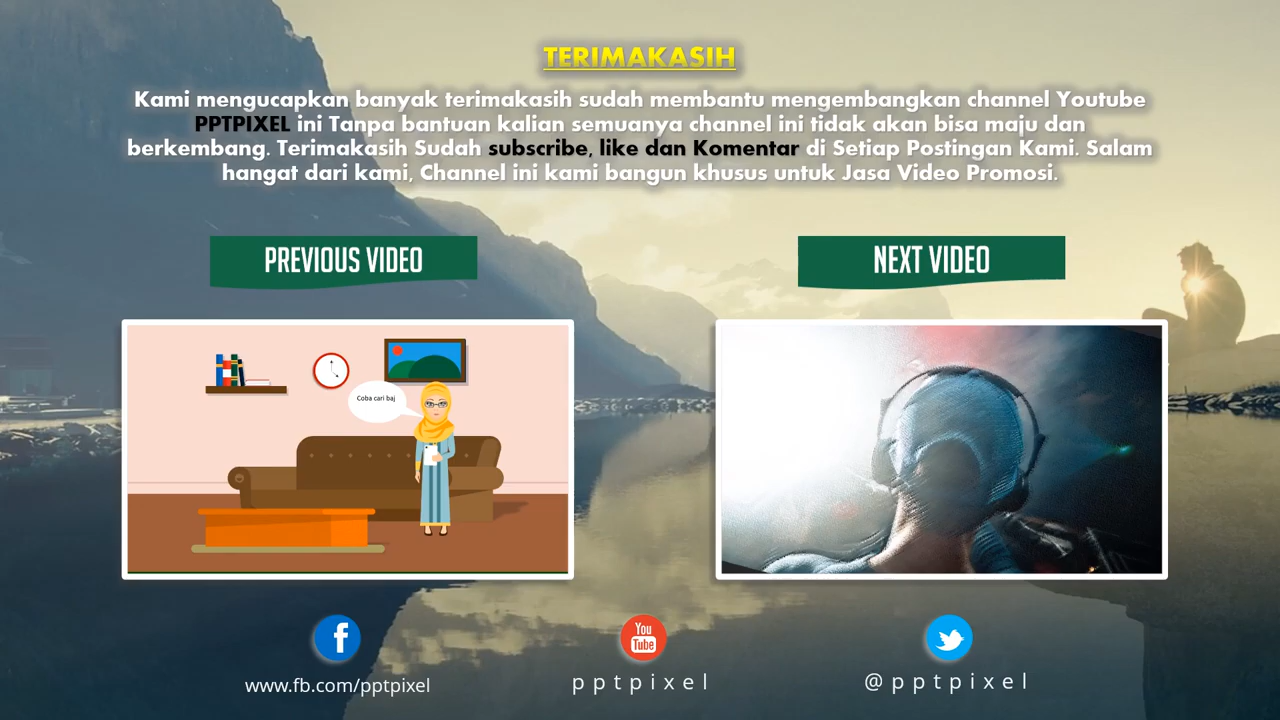 TERIMAKASIH
Kami mengucapkan banyak terimakasih sudah membantu mengembangkan channel Youtube
PPTPIXEL ini Tanpa bantuan kalian semuanya channel ini tidak akan bisa maju dan
berkembang. Terimakasih Sudah subscribe, like dan Komentar di Setiap Postingan Kami. Salam
hangat dari kami, Channel ini kami bangun khusus untuk Jasa Video Promosi.
PREVIOUS VIDEO
NEXT VIDEO
Coba cari baj
f
You
Tube
www.fb.com/pptpixel
pptpixel
@pptpixel